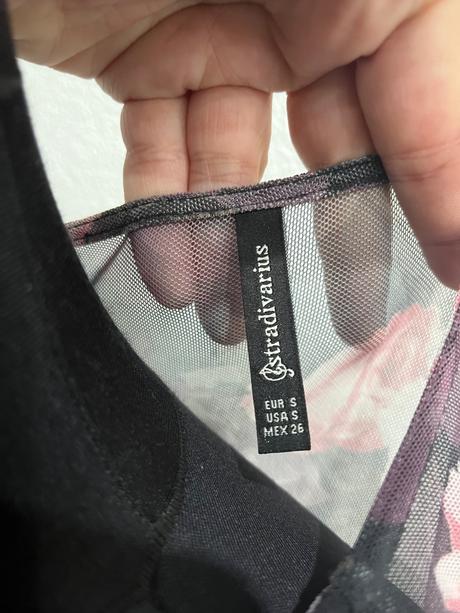 stradivarius
EUR S
USA S
MEX 26